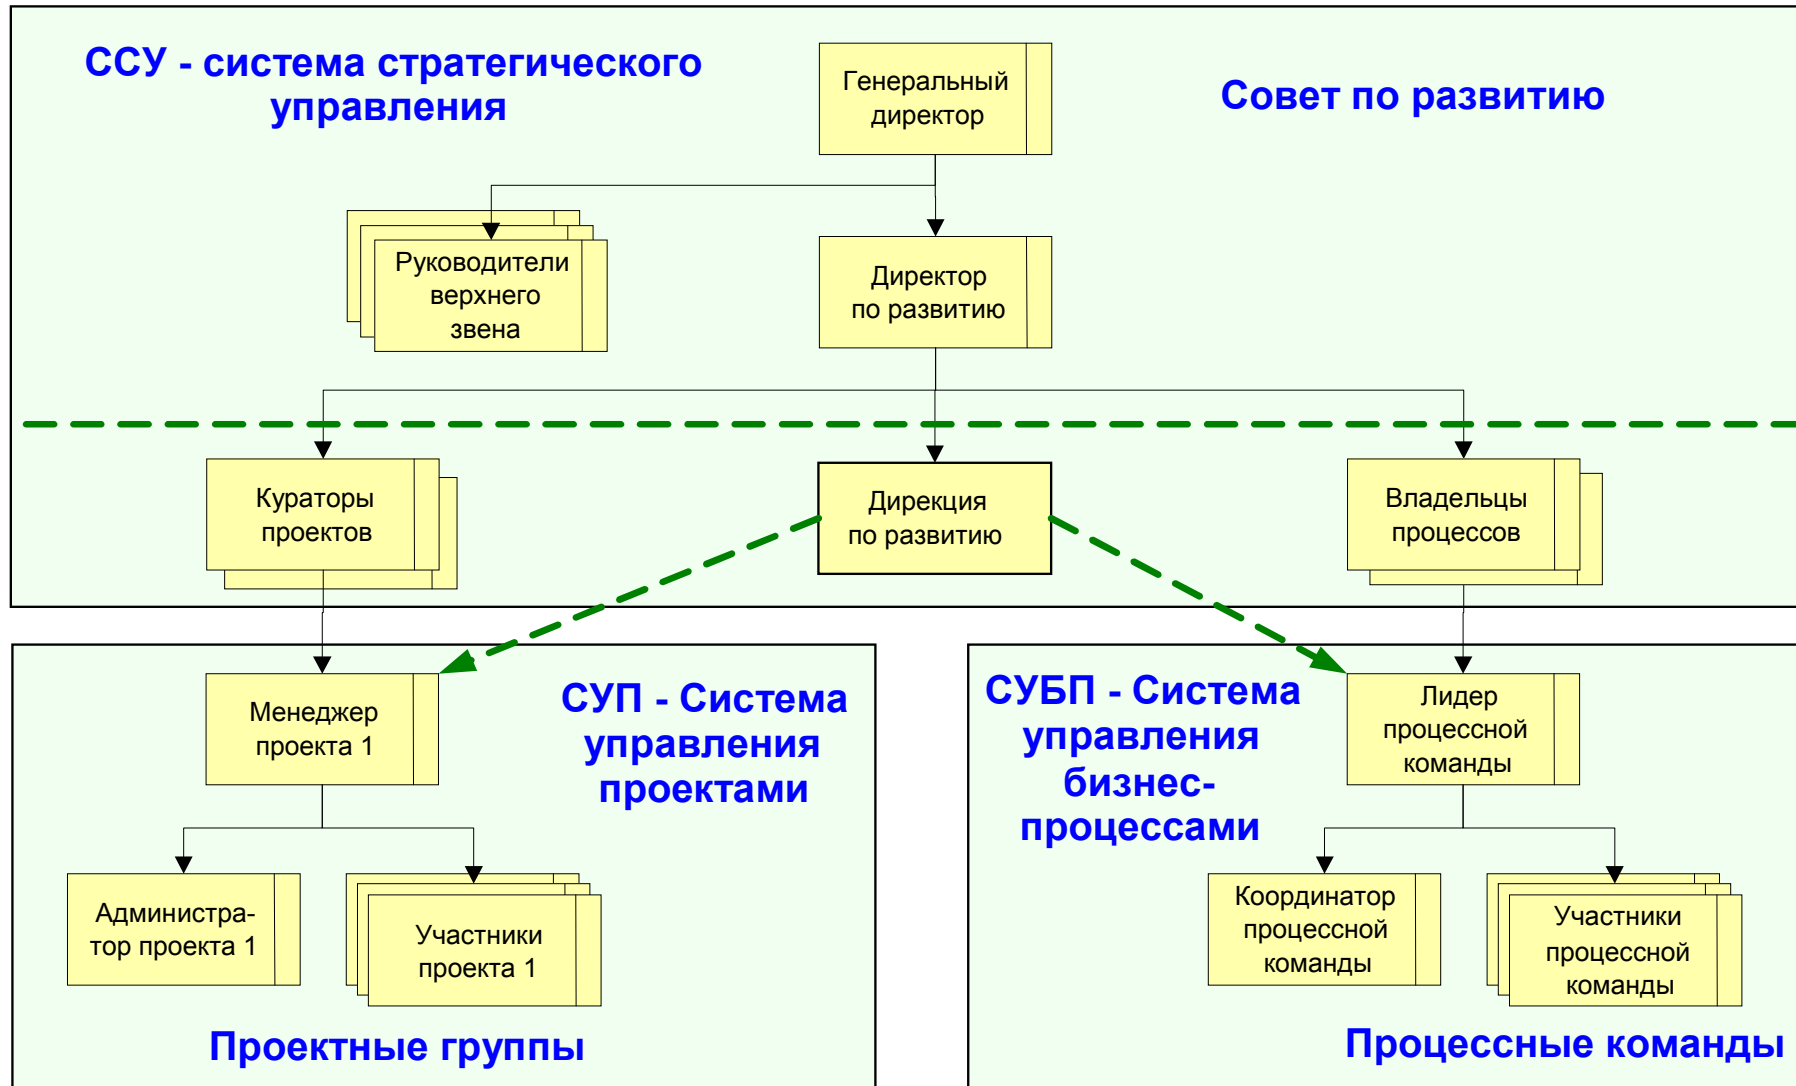 ССУ - система стратегического
управления
Генеральный
директор
Совет по развитию
Руководители
верхнего
звена
Директор
по развитию
Кураторы
проектов
Дирекция
по развитию
Владельцы
процессов
Менеджер
проекта 1
СУП - Система
управления
проектами
СУБП - Система
управления
бизнес-
процессами
Лидер
процессной
команды
Администра-
тор проекта 1
Участники
проекта 1
Координатор
процессной
команды
Участники
процессной
команды
Проектные группы
Процессные команды